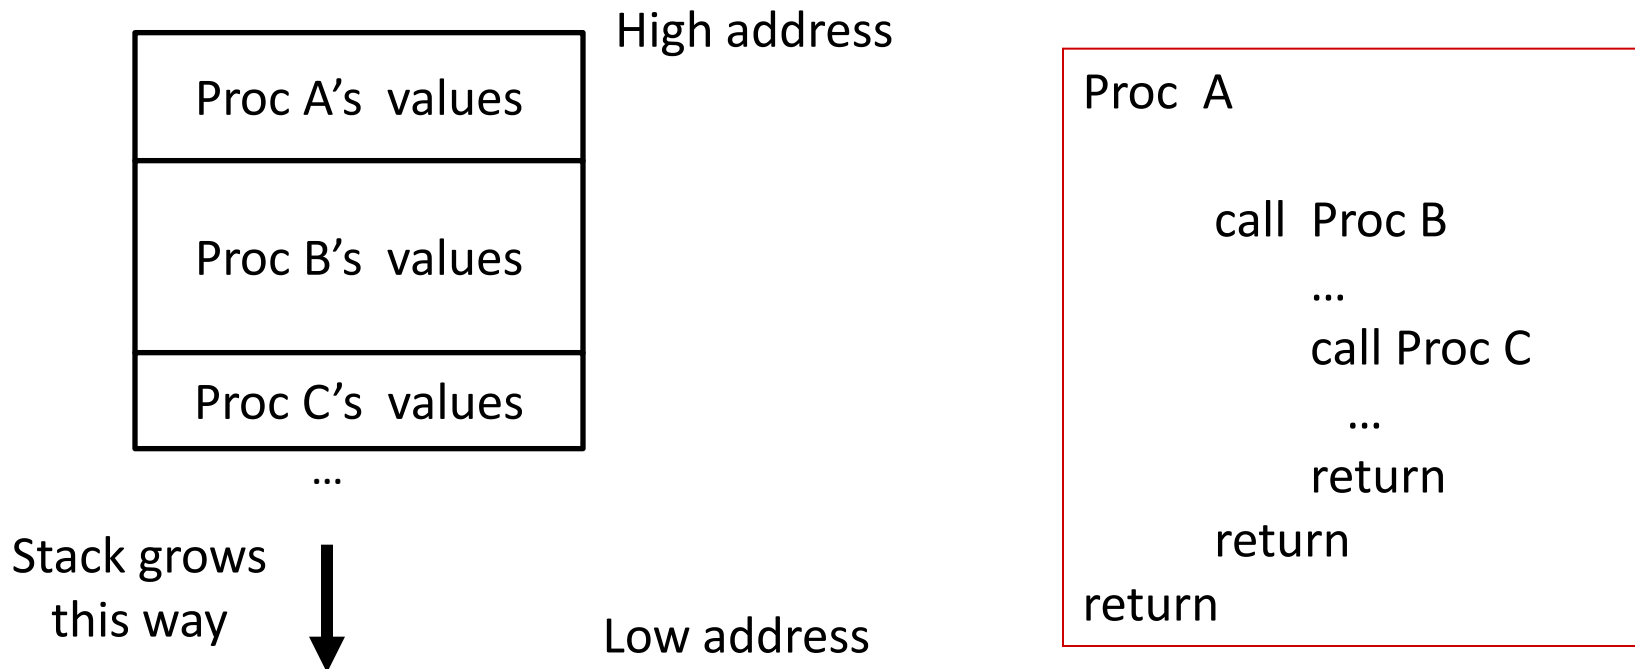 High address
Proc A’s values
Proc B’s values
Proc C’s values
...
Stack grows
this way
Low address
Proc A
call Proc B
...
call Proc C
...
return
return
return